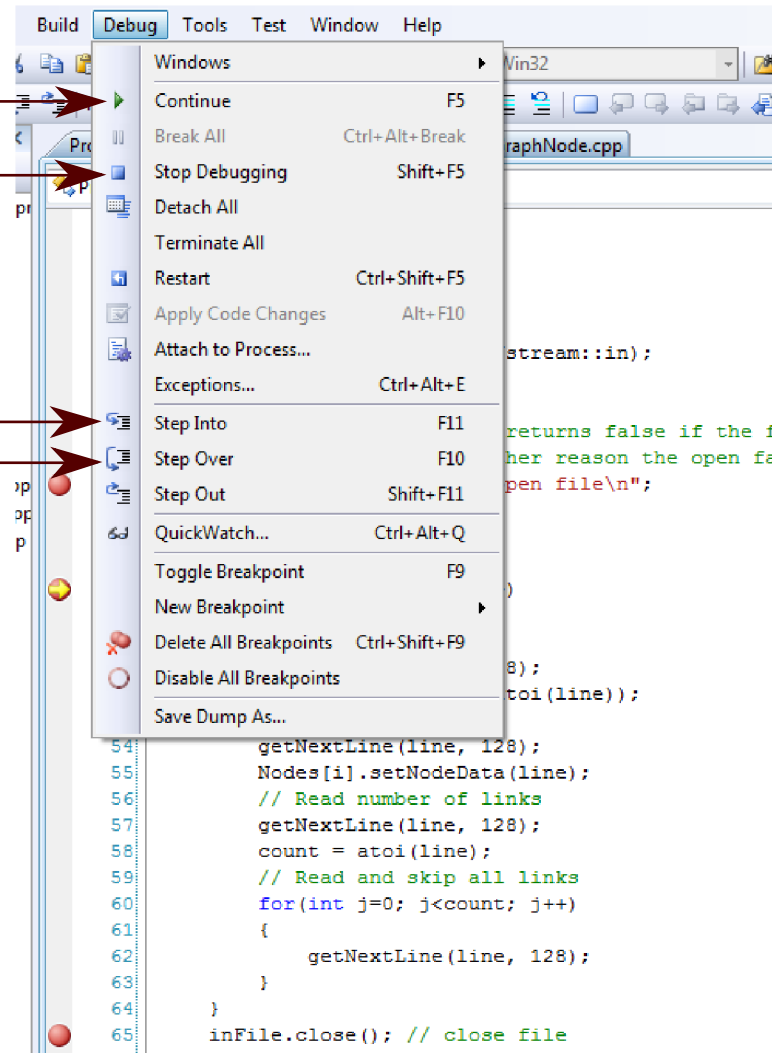 Build Debug Tools Test Window Help
Windows
Win32
Continue F5
Break All Ctrl+Alt+Break
raphNode.cpp
Stop Debugging Shift+F5
Detach All
Terminate All
Restart Ctrl+Shift+F5
Apply Code Changes Alt+F10
Attach to Process...
stream::in);
Exceptions... Ctrl+Alt+E
Step Into F11
returns false if the f
Step Over F10
her reason the open fa
Step Out Shift+F11
pen file\n";
QuickWatch... Ctrl+Alt+Q
Toggle Breakpoint F9
)
New Breakpoint
Delete All Breakpoints Ctrl+Shift+F9
8);
Disable All Breakpoints
toi(line));
Save Dump As...
54 getNextLine(line, 128);
55 Nodes[i].setNodeData(line);
56 // Read number of links
57 getNextLine(line, 128);
58 count = atoi(line);
59 // Read and skip all links
60 for(int j=0; j<count; j++)
61 {
62 getNextLine(line, 128);
63 }
64 }
65 inFile.close(); // close file